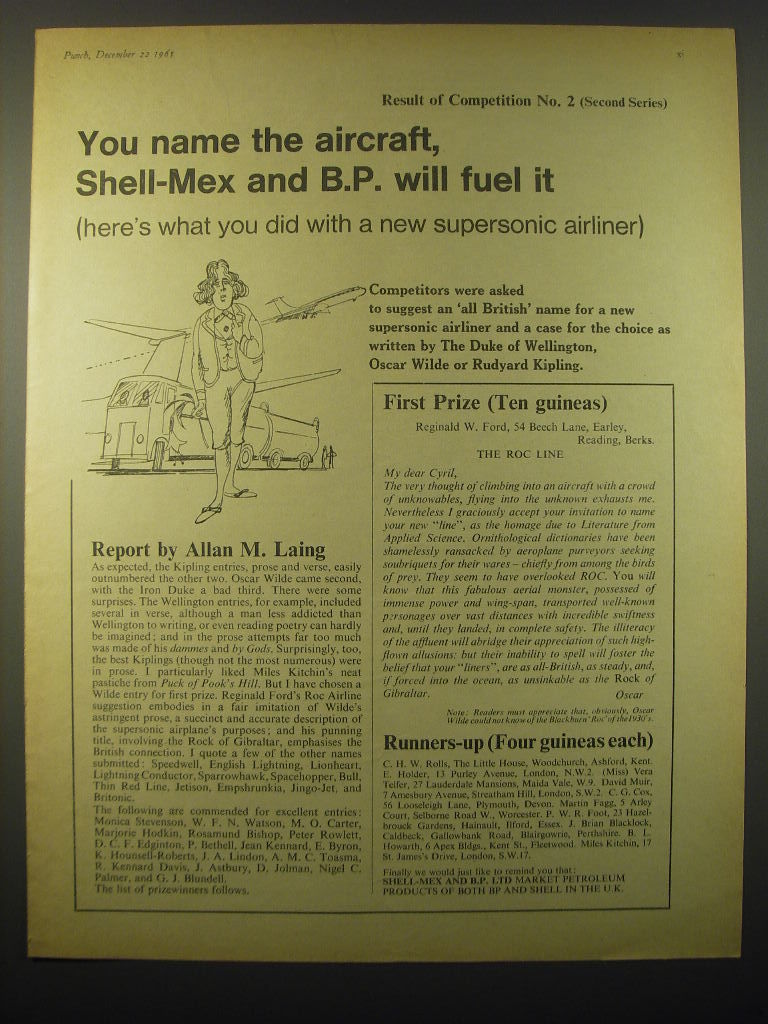 Punch, December 22 1965
xi
Result of Competition No. 2 (Second Series)
You name the aircraft,
Shell-Mex and B.P. will fuel it
(here's what you did with a new supersonic airliner)
Competitors were asked
to suggest an 'all British' name for a new
supersonic airliner and a case for the choice as
written by The Duke of Wellington,
Oscar Wilde or Rudyard Kipling.
Report by Allan M. Laing
As expected, the Kipling entries, prose and verse, easily
outnumbered the other two. Oscar Wilde came second,
with the Iron Duke a bad third. There were some
surprises. The Wellington entries, for example, included
several in verse, although a man less addicted than
Wellington to writing, or even reading poetry can hardly
be imagined; and in the prose attempts far too much
was made of his dammes and by Gods. Surprisingly, too,
the best Kiplings (though not the most numerous) were
in prose. I particularly liked Miles Kitchin's neat
pastiche from Puck of Pook's Hill. But I have chosen a
Wilde entry for first prize. Reginald Ford's Roc Airline
suggestion embodies in a fair imitation of Wilde's
astringent prose, a succinct and accurate description of
the supersonic airplane's purposes; and his punning
title, involving the Rock of Gibraltar, emphasises the
British connection. I quote a few of the other names
submitted: Speedwell, English Lightning, Lionheart,
Lightning Conductor, Sparrowhawk, Spacehopper, Bull,
Thin Red Line, Jetison, Empshrunkia, Jingo-Jet, and
Britonic.
The following are commended for excellent entries:
Monica Stevenson, W. F. N. Watson, M. O. Carter,
Marjorie Hodkin, Rosamund Bishop, Peter Rowlett,
D. C. F. Edginton, P. Bethell, Jean Kennard, E. Byron,
K. Hounsell-Roberts, J. A. Lindon, A. M. C. Toasma,
R. Kennard Davis, J. Astbury, D. Jolman, Nigel C.
Palmer, and G. J. Blundell.
The list of prizewinners follows.
First Prize (Ten guineas)
Reginald W. Ford, 54 Beech Lane, Earley,
Reading, Berks.
THE ROC LINE
My dear Cyril,
The very thought of climbing into an aircraft with a crowd
of unknowables, flying into the unknown exhausts me.
Nevertheless I graciously accept your invitation to name
your new "line", as the homage due to Literature from
Applied Science. Ornithological dictionaries have been
shamelessly ransacked by aeroplane purveyors seeking
soubriquets for their wares – chiefly from among the birds
of prey. They seem to have overlooked ROC. You will
know that this fabulous aerial monster, possessed of
immense power and wing-span, transported well-known
personages over vast distances with incredible swiftness
and, until they landed, in complete safety. The illiteracy
of the affluent will abridge their appreciation of such high-
flown allusions: but their inability to spell will foster the
belief that your "liners", are as all-British, as steady, and,
if forced into the ocean, as unsinkable as the Rock of
Gibraltar.
Oscar
Note: Readers must appreciate that, obviously, Oscar
Wilde could not know of the Blackburn 'Roc' of the 1930's.
Runners-up (Four guineas each)
C. H. W. Rolls, The Little House, Woodchurch, Ashford, Kent.
E. Holder, 13 Purley Avenue, London, N.W.2. (Miss) Vera
Telfer, 27 Lauderdale Mansions, Maida Vale, W.9. David Muir,
7 Amesbury Avenue, Streatham Hill, London, S.W.2. C. G. Cox,
56 Looseleigh Lane, Plymouth, Devon. Martin Fagg, 5 Arley
Court, Selborne Road W., Worcester. P. W. R. Foot, 23 Hazel-
brouck Gardens, Hainault, Ilford, Essex. J. Brian Blacklock,
Caldbeck, Gallowbank Road, Blairgowrie, Perthshire. B. L.
Howarth, 6 Apex Bldgs., Kent St., Fleetwood. Miles Kitchin, 17
St. James's Drive, London, S.W.17.
Finally we would just like to remind you that:
SHELL-MEX AND B.P. LTD MARKET PETROLEUM
PRODUCTS OF BOTH BP AND SHELL IN THE U.K.